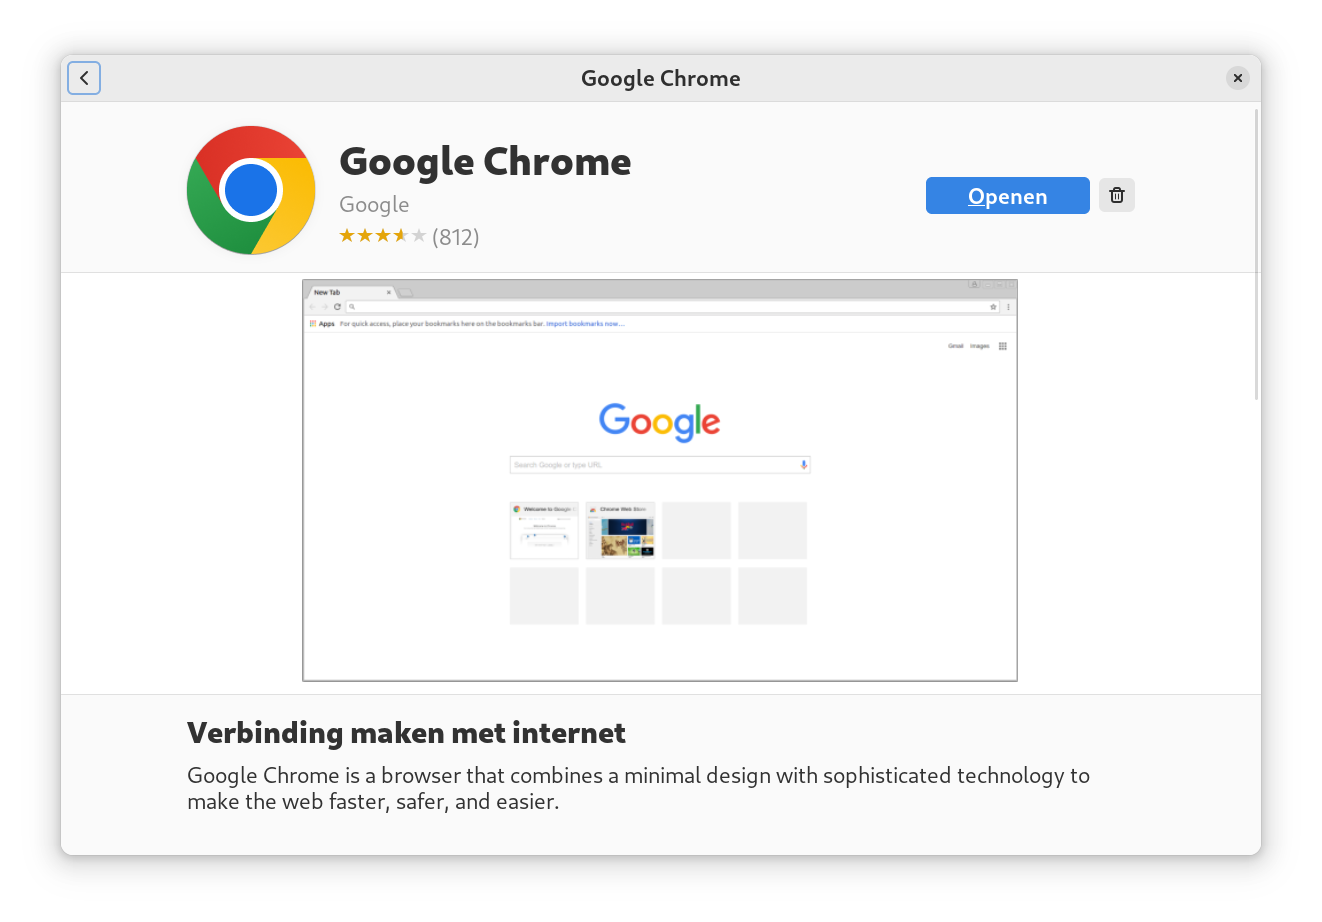 Google Chrome
Google Chrome
Google
(812)
Openen
New Tab
Apps For quick access, place your bookmarks here on the bookmarks bar. Import bookmarks now...
Gmail Images
Google
Search Google or type URL
Welcome to Google C
Chrome Web Store
Verbinding maken met internet
Google Chrome is a browser that combines a minimal design with sophisticated technology to
make the web faster, safer, and easier.